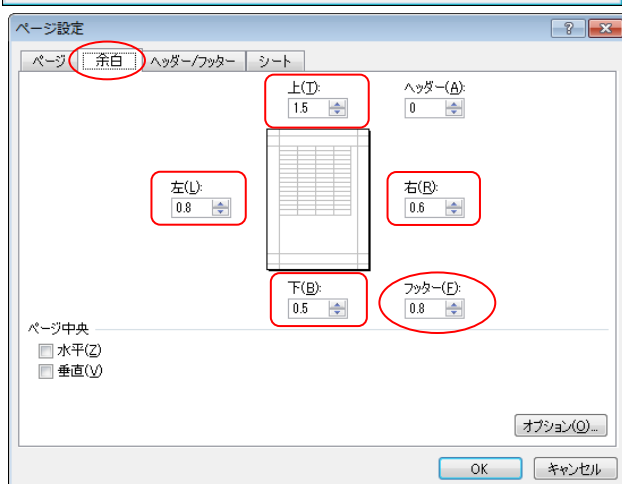 ページ設定
ページ 余白 ヘッダー/フッター シート
上(T): ヘッダー(A):
1.5 0
左(L): 右(R):
0.8 0.6
下(B): フッター(F):
0.5 0.8
ページ中央
水平(Z)
垂直(V)
オプション(O)...
OK キャンセル